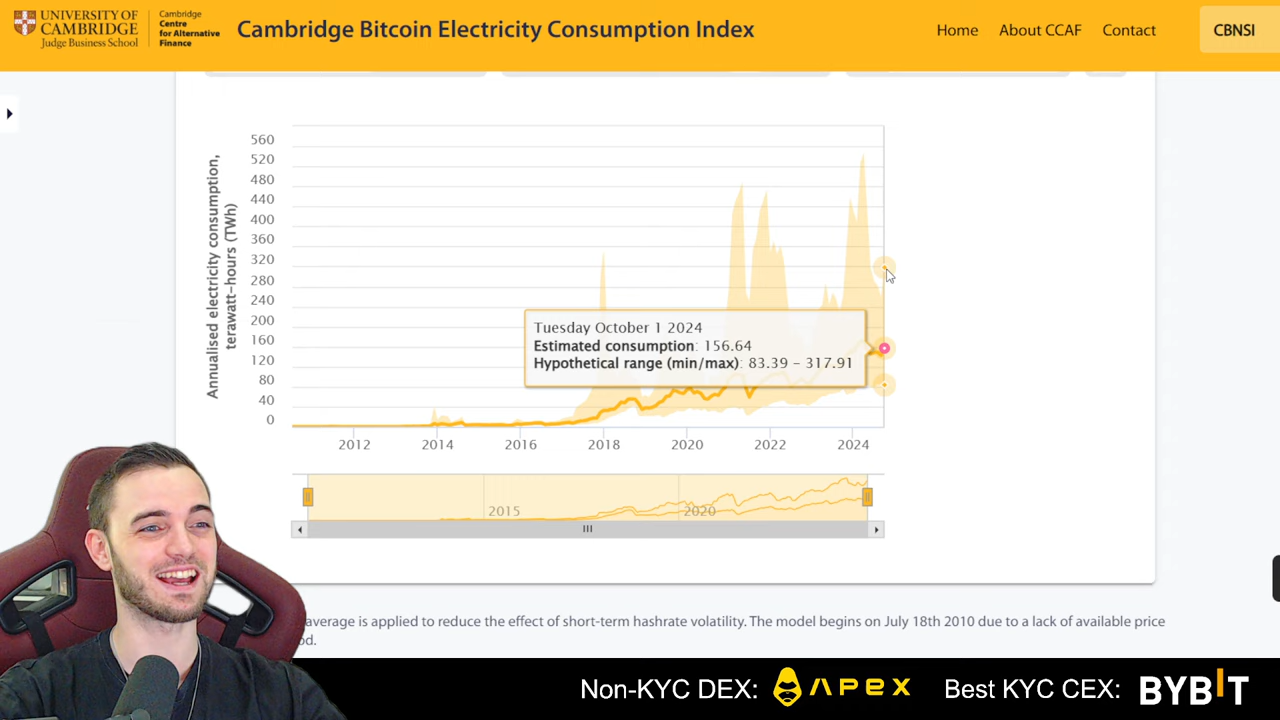 UNIVERSITY OF
CAMBRIDGE
Judge Business School
Cambridge
Centre
for Alternative
Finance
Cambridge Bitcoin Electricity Consumption Index
Home
About CCAF
Contact
CBNSI
Annualised electricity consumption,
terawatt-hours (TWh)
560
520
480
440
400
360
320
280
240
200
160
120
80
40
0
Tuesday October 1 2024
Estimated consumption: 156.64
Hypothetical range (min/max): 83.39 - 317.91
2012 2014 2016 2018 2020 2022 2024
2015 2020
average is applied to reduce the effect of short-term hashrate volatility. The model begins on July 18th 2010 due to a lack of available price
Non-KYC DEX: APEX Best KYC CEX: BYBIT